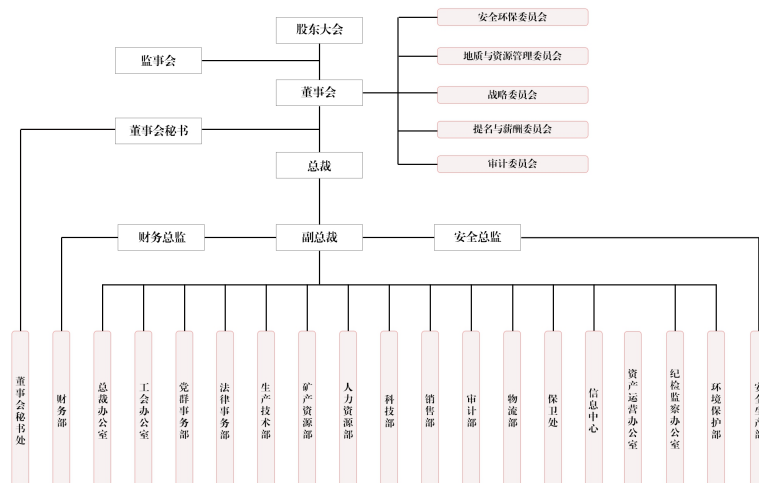 股东大会
安全环保委员会
监事会
地质与资源管理委员会
董事会
战略委员会
董事会秘书
提名与薪酬委员会
总裁
审计委员会
财务总监
副总裁
安全总监
董事会秘书处
财务部
总裁办公室
工会办公室
党群事务部
法律事务部
生产技术部
矿产资源部
人力资源部
科技部
销售部
审计部
物流部
保卫处
信息中心
资产运营办公室
纪检监察办公室
环境保护部
安全生产部